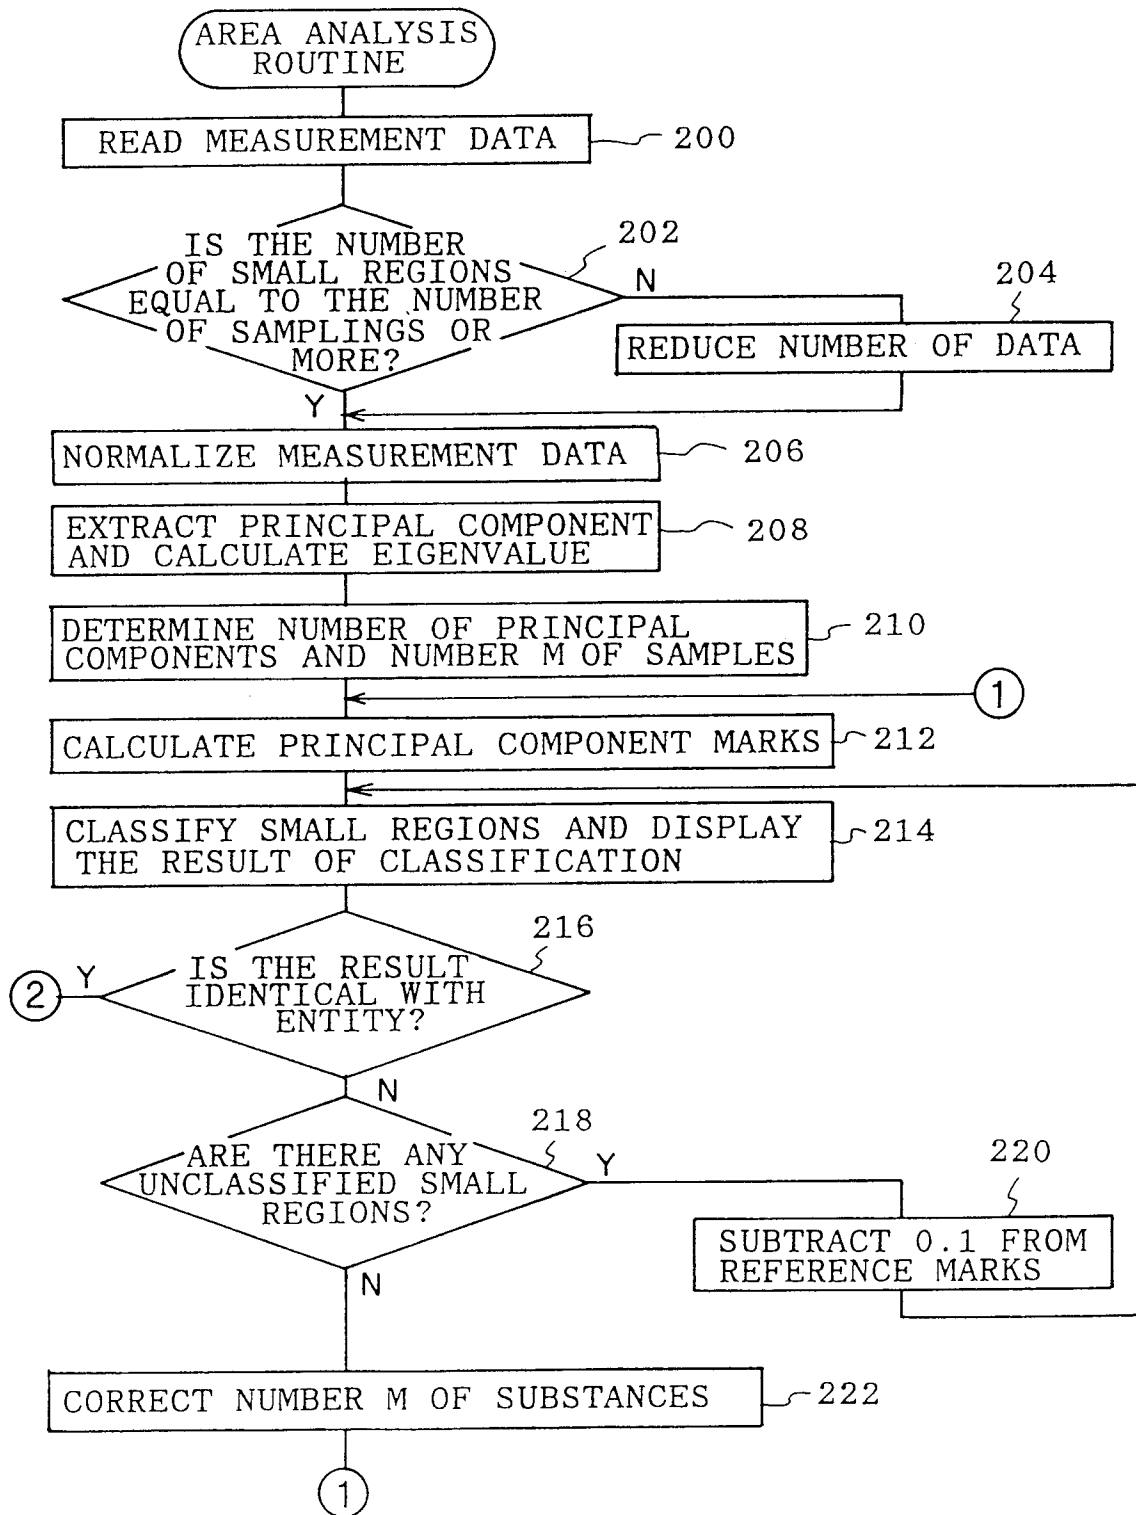 AREA ANALYSIS
ROUTINE
READ MEASUREMENT DATA
200
IS THE NUMBER
OF SMALL REGIONS
EQUAL TO THE NUMBER
OF SAMPLINGS OR
MORE?
202
N
204
REDUCE NUMBER OF DATA
Y
NORMALIZE MEASUREMENT DATA
206
EXTRACT PRINCIPAL COMPONENT
AND CALCULATE EIGENVALUE
208
DETERMINE NUMBER OF PRINCIPAL
COMPONENTS AND NUMBER M OF SAMPLES
210
1
CALCULATE PRINCIPAL COMPONENT MARKS
212
CLASSIFY SMALL REGIONS AND DISPLAY
THE RESULT OF CLASSIFICATION
214
216
2
Y
IS THE RESULT
IDENTICAL WITH
ENTITY?
N
218
ARE THERE ANY
UNCLASSIFIED SMALL
REGIONS?
Y
220
SUBTRACT 0.1 FROM
REFERENCE MARKS
N
CORRECT NUMBER M OF SUBSTANCES
222
1